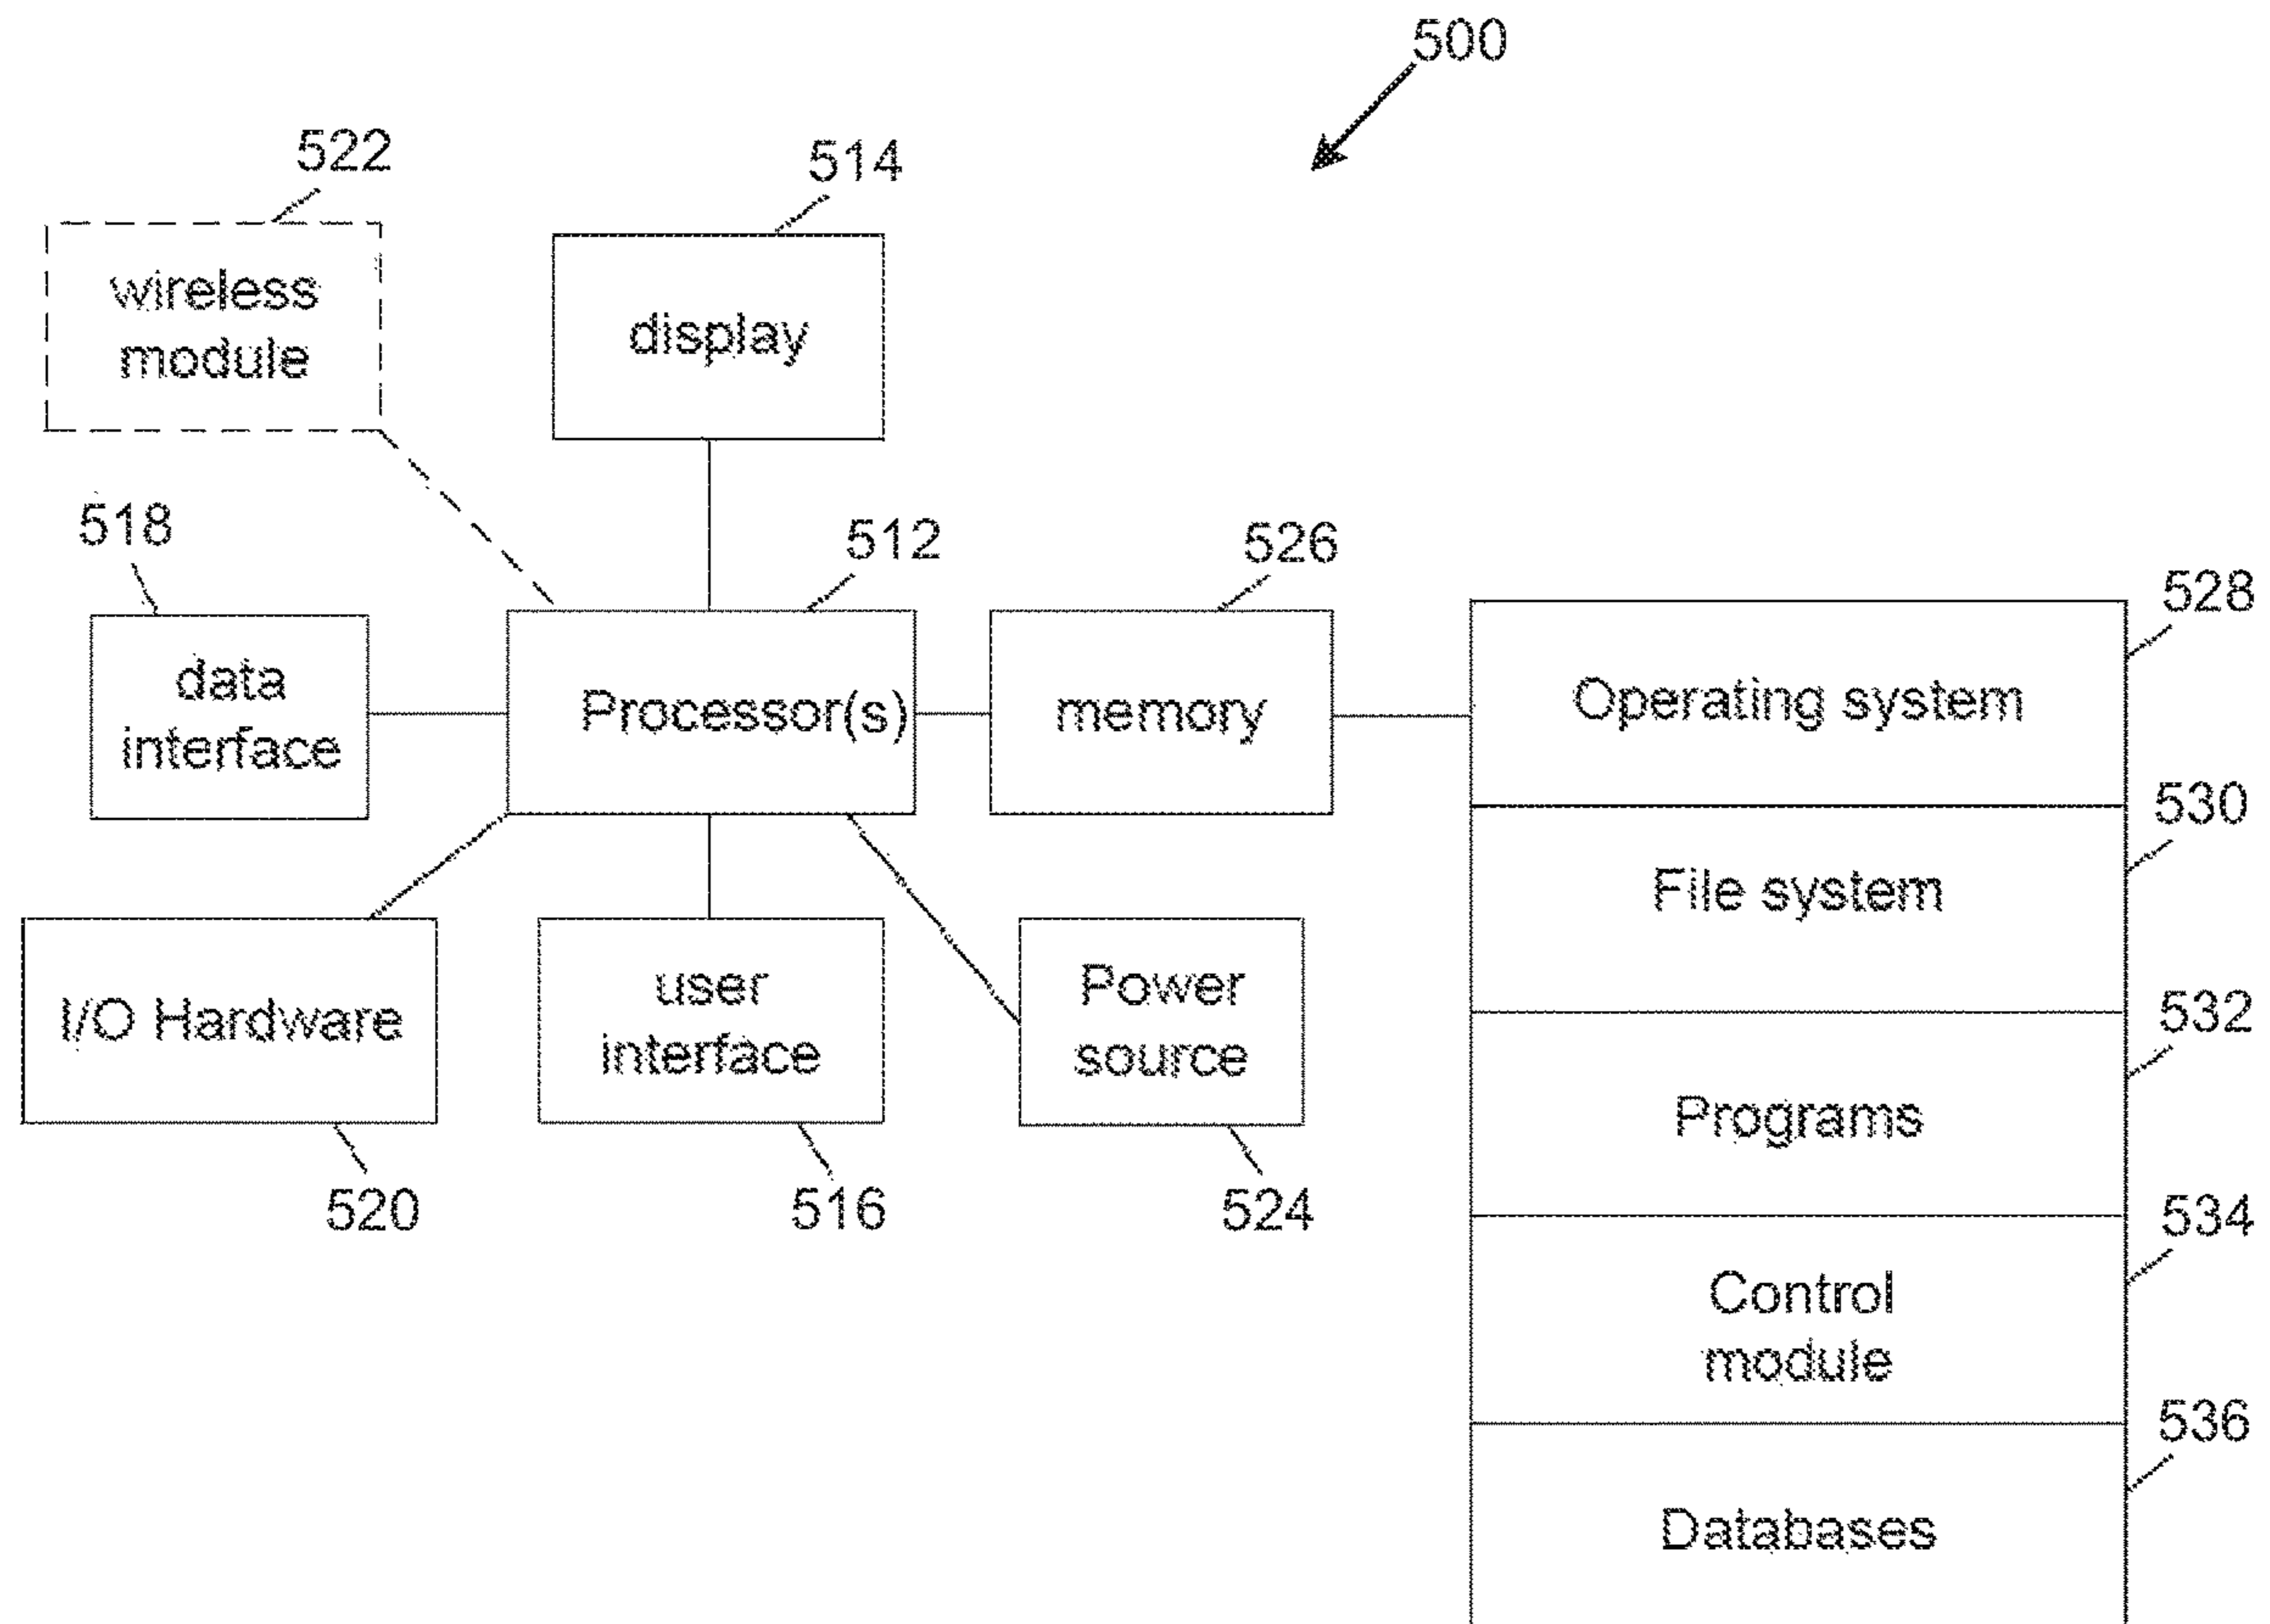 500
522
514
wireless
module
display
518
512
526
528
data
interface
Processor(s)
memory
Operating system
530
File system
I/O Hardware
user
interface
Power
source
532
Programs
520
516
524
534
Control
module
536
Databases